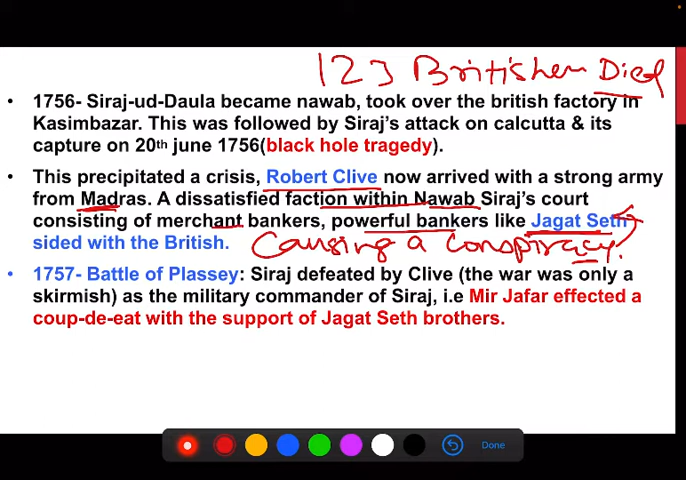 123 Britisher Died
• 1756- Siraj-ud-Daula became nawab, took over the british factory in
Kasimbazar. This was followed by Siraj's attack on calcutta & its
capture on 20th june 1756(black hole tragedy).
• This precipitated a crisis, Robert Clive now arrived with a strong army
from Madras. A dissatisfied faction within Nawab Siraj's court
consisting of merchant bankers, powerful bankers like Jagat Seth
sided with the British. Causing a conspiracy.
• 1757- Battle of Plassey: Siraj defeated by Clive (the war was only a
skirmish) as the military commander of Siraj, i.e Mir Jafar effected a
coup-de-eat with the support of Jagat Seth brothers.
Done